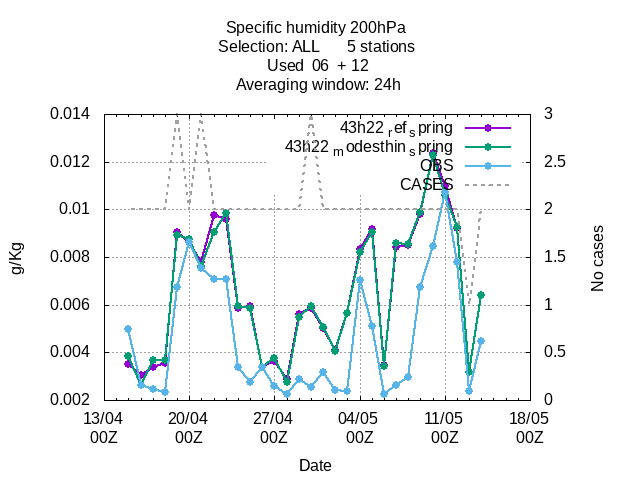 Specific humidity 200hPa
Selection: ALL 5 stations
Used 06 + 12
Averaging window: 24h
43h22 ref spring
43h22 modesthin spring
OBS
CASES
g/Kg
0.014
0.012
0.01
0.008
0.006
0.004
0.002
3
2.5
2
1.5
1
0.5
0
No cases
13/04 20/04 27/04 04/05 11/05 18/05
00Z 00Z 00Z 00Z 00Z 00Z
Date